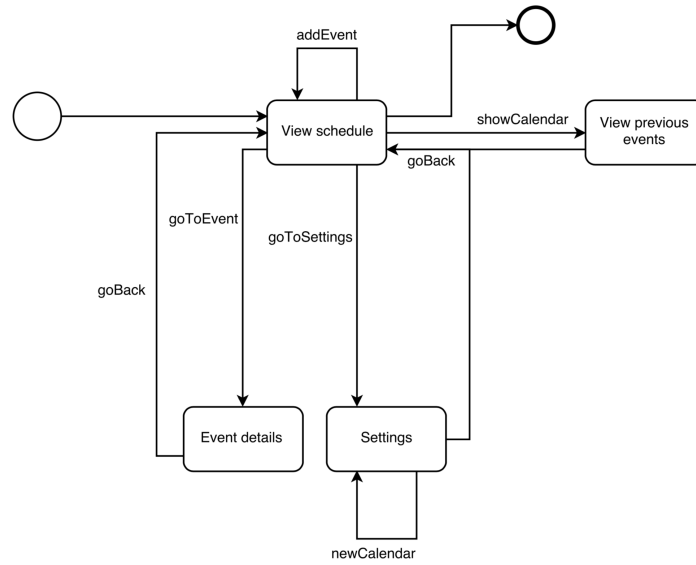 addEvent
View schedule
showCalendar
View previous
events
goBack
goToEvent
goToSettings
goBack
Event details
Settings
newCalendar